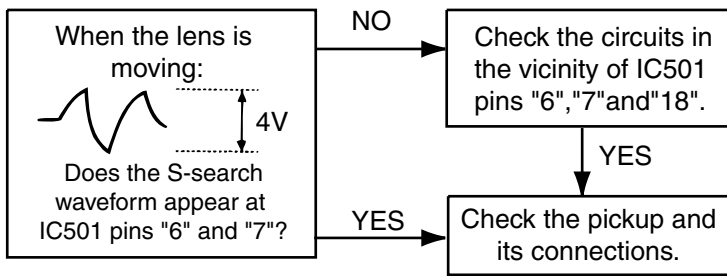 When the lens is
moving:
4V
Does the S-search
waveform appear at
IC501 pins "6" and "7"?
NO
Check the circuits in
the vicinity of IC501
pins "6","7"and"18".
YES
YES
Check the pickup and
its connections.